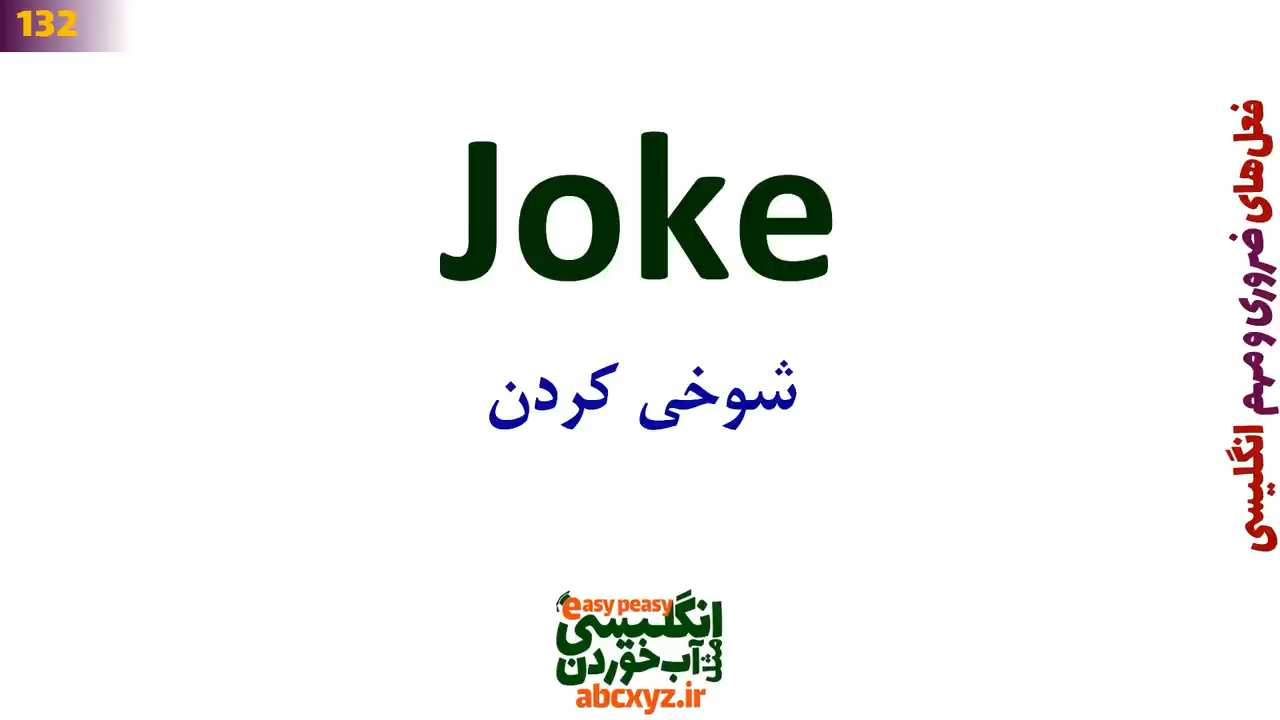 132
Joke
شوخی کردن
فعل‌های ضروری و مهم انگلیسی
easy peasy
انگلیسی
مثل آب خوردن
abcxyz.ir